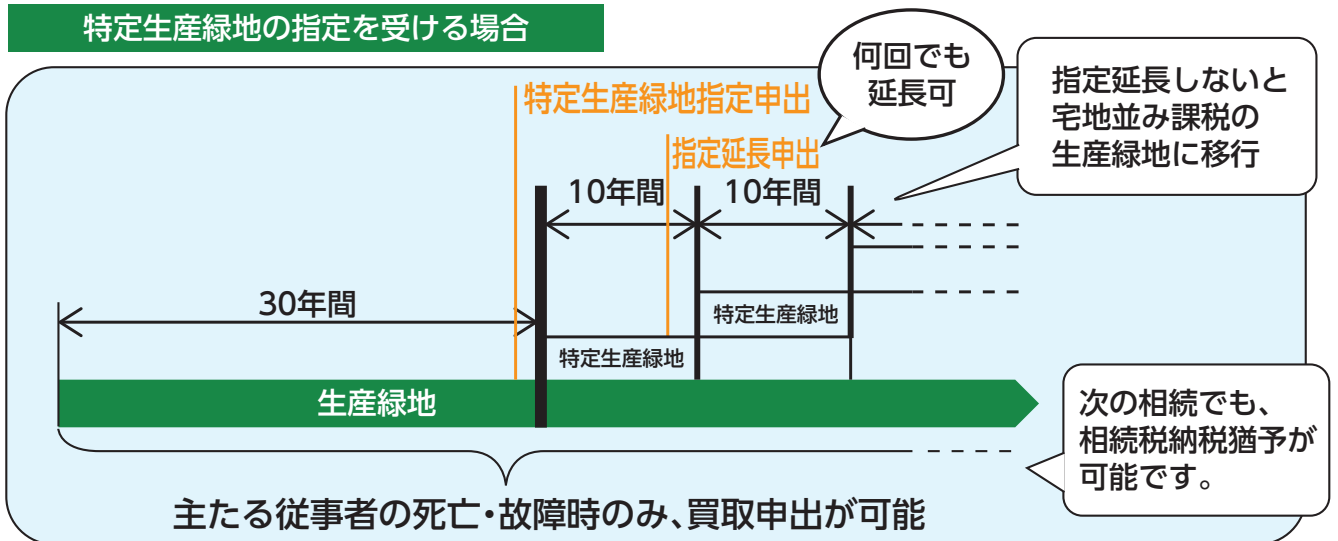 特定生産緑地の指定を受ける場合
何回でも
延長可
特定生産緑地指定申出
指定延長しないと
宅地並み課税の
生産緑地に移行
指定延長申出
10年間
10年間
30年間
特定生産緑地
特定生産緑地
生産緑地
次の相続でも、
相続税納税猶予が
可能です。
主たる従事者の死亡・故障時のみ、買取申出が可能